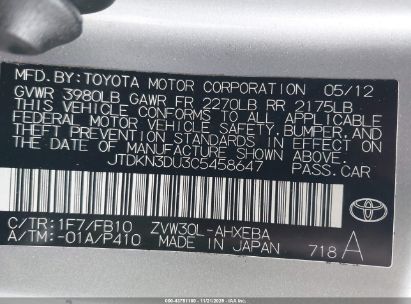 MFD. BY: TOYOTA MOTOR CORPORATION 05/12
GVWR 3980LB GAWR FR 2270LB RR 2175LB
THIS VEHICLE CONFORMS TO ALL APPLICABLE
FEDERAL MOTOR VEHICLE SAFETY, BUMPER, AND
THEFT PREVENTION STANDARDS IN EFFECT ON
THE DATE OF MANUFACTURE SHOWN ABOVE.
JTDKN3DU3C5458647 PASS.CAR
C/TR:1F7/FB10 ZVW30L-AHXEBA
A/TM:-01A/P410 MADE IN JAPAN 718A
TOYOTA